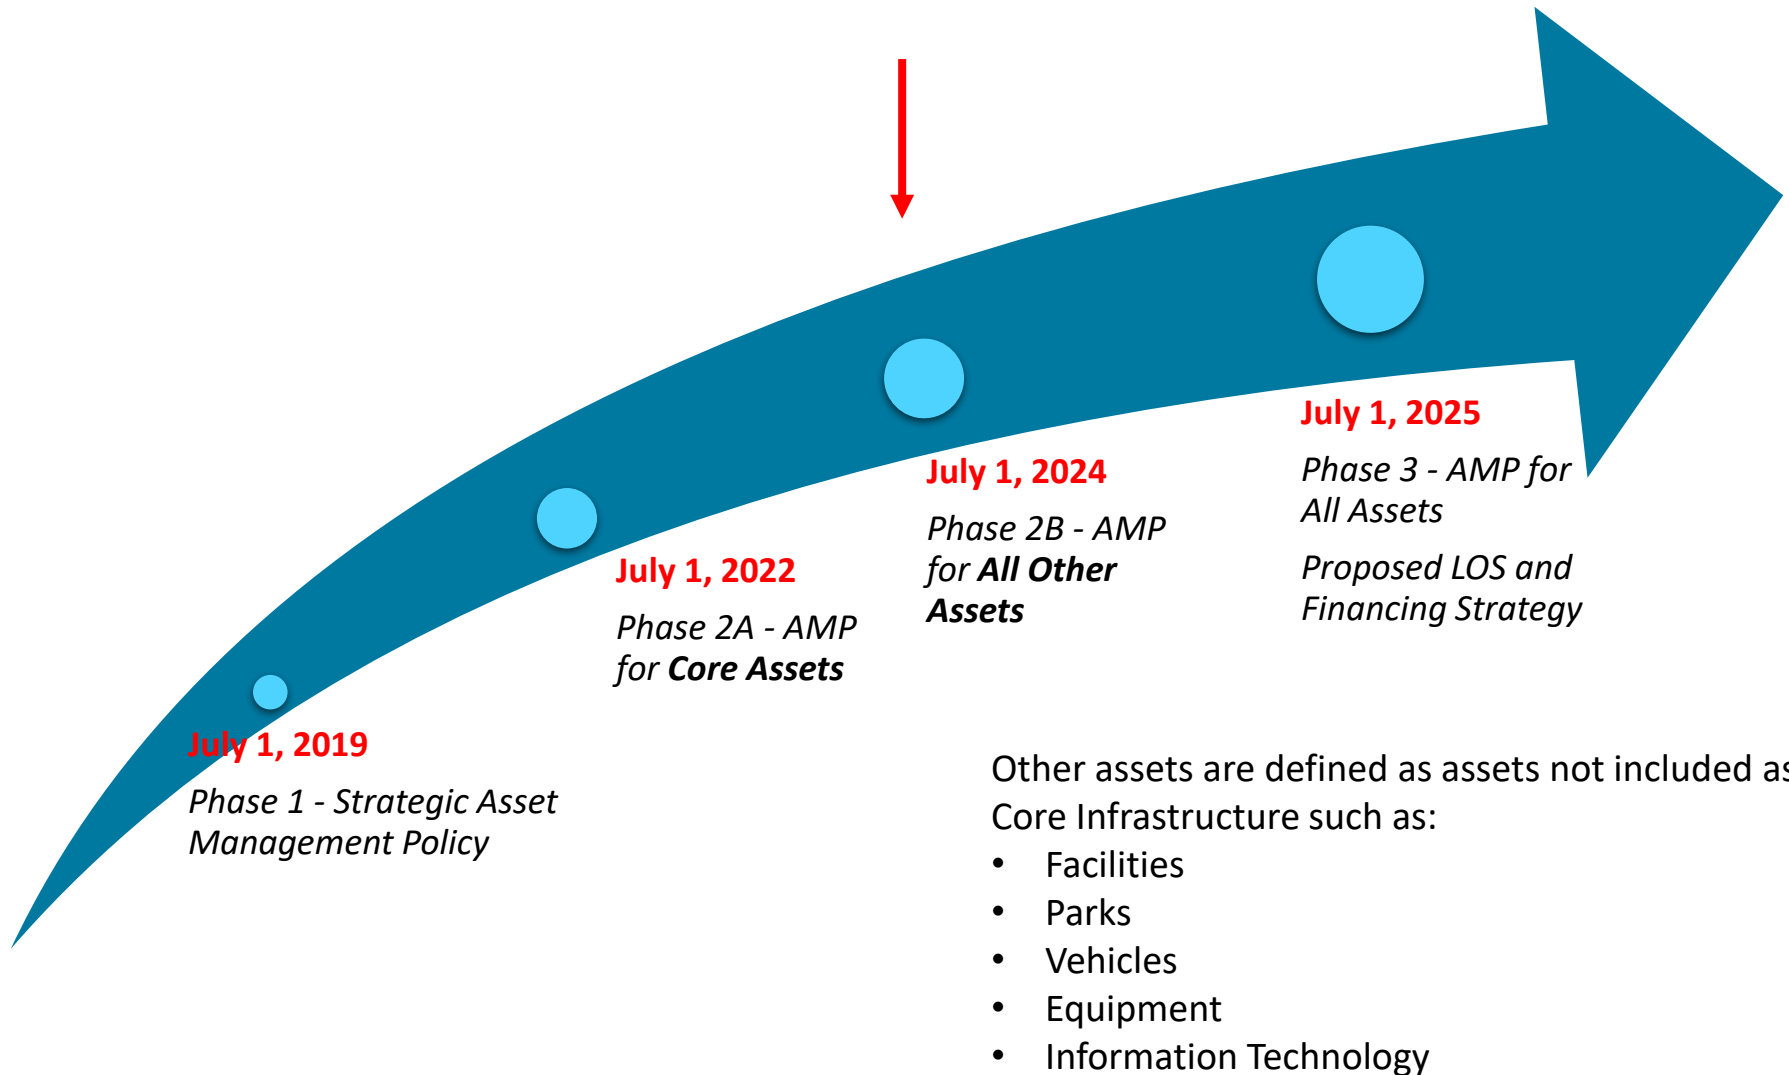 July 1, 2019
Phase 1 - Strategic Asset
Management Policy
July 1, 2022
Phase 2A - AMP
for Core Assets
July 1, 2024
Phase 2B - AMP
for All Other
Assets
July 1, 2025
Phase 3 - AMP for
All Assets
Proposed LOS and
Financing Strategy
Other assets are defined as assets not included as
Core Infrastructure such as:
• Facilities
• Parks
• Vehicles
• Equipment
• Information Technology